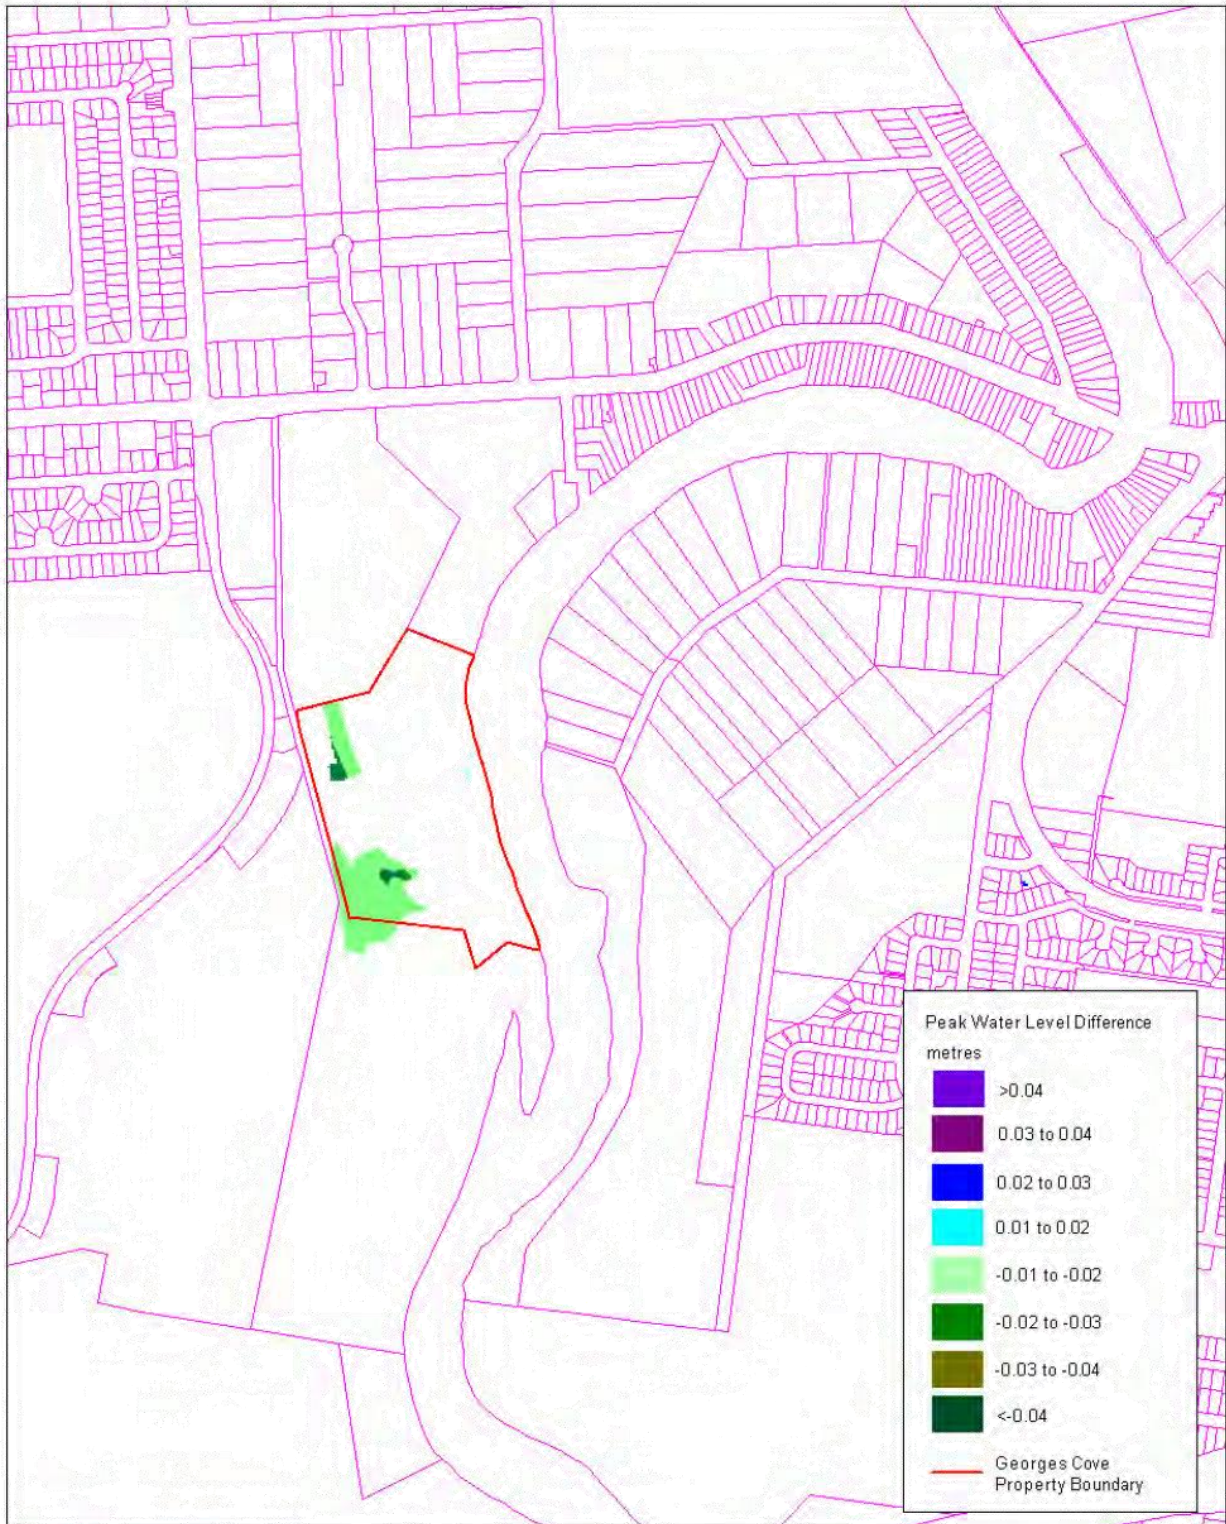 Peak Water Level Difference
metres
>0.04
0.03 to 0.04
0.02 to 0.03
0.01 to 0.02
-0.01 to -0.02
-0.02 to -0.03
-0.03 to -0.04
<-0.04
Georges Cove
Property Boundary